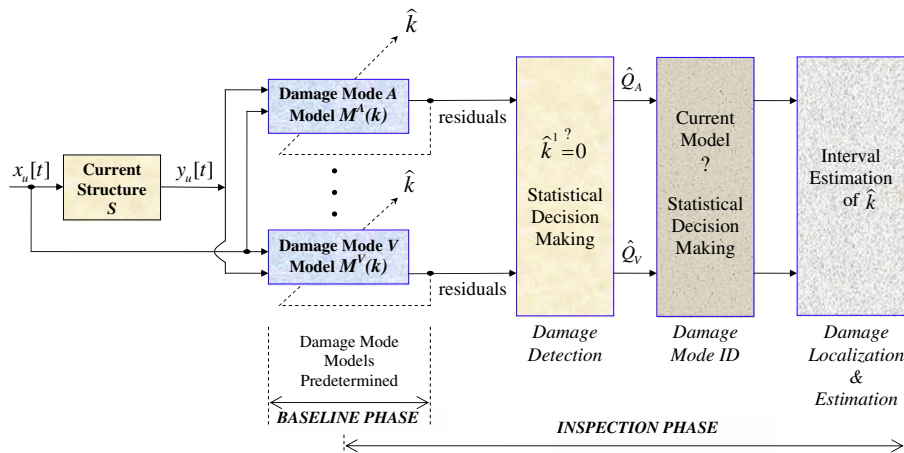 x_u[t]
Current
Structure
S
y_u[t]
k̂
Damage Mode A
Model M^A(k)
residuals
k̂
Damage Mode V
Model M^V(k)
residuals
k̂^1 ?=0
Statistical
Decision
Making
Q̂_A
Q̂_V
Current
Model
?
Statistical
Decision
Making
Interval
Estimation
of k̂
Damage
Detection
Damage
Mode ID
Damage
Localization
&
Estimation
Damage Mode
Models
Predetermined
BASELINE PHASE
INSPECTION PHASE